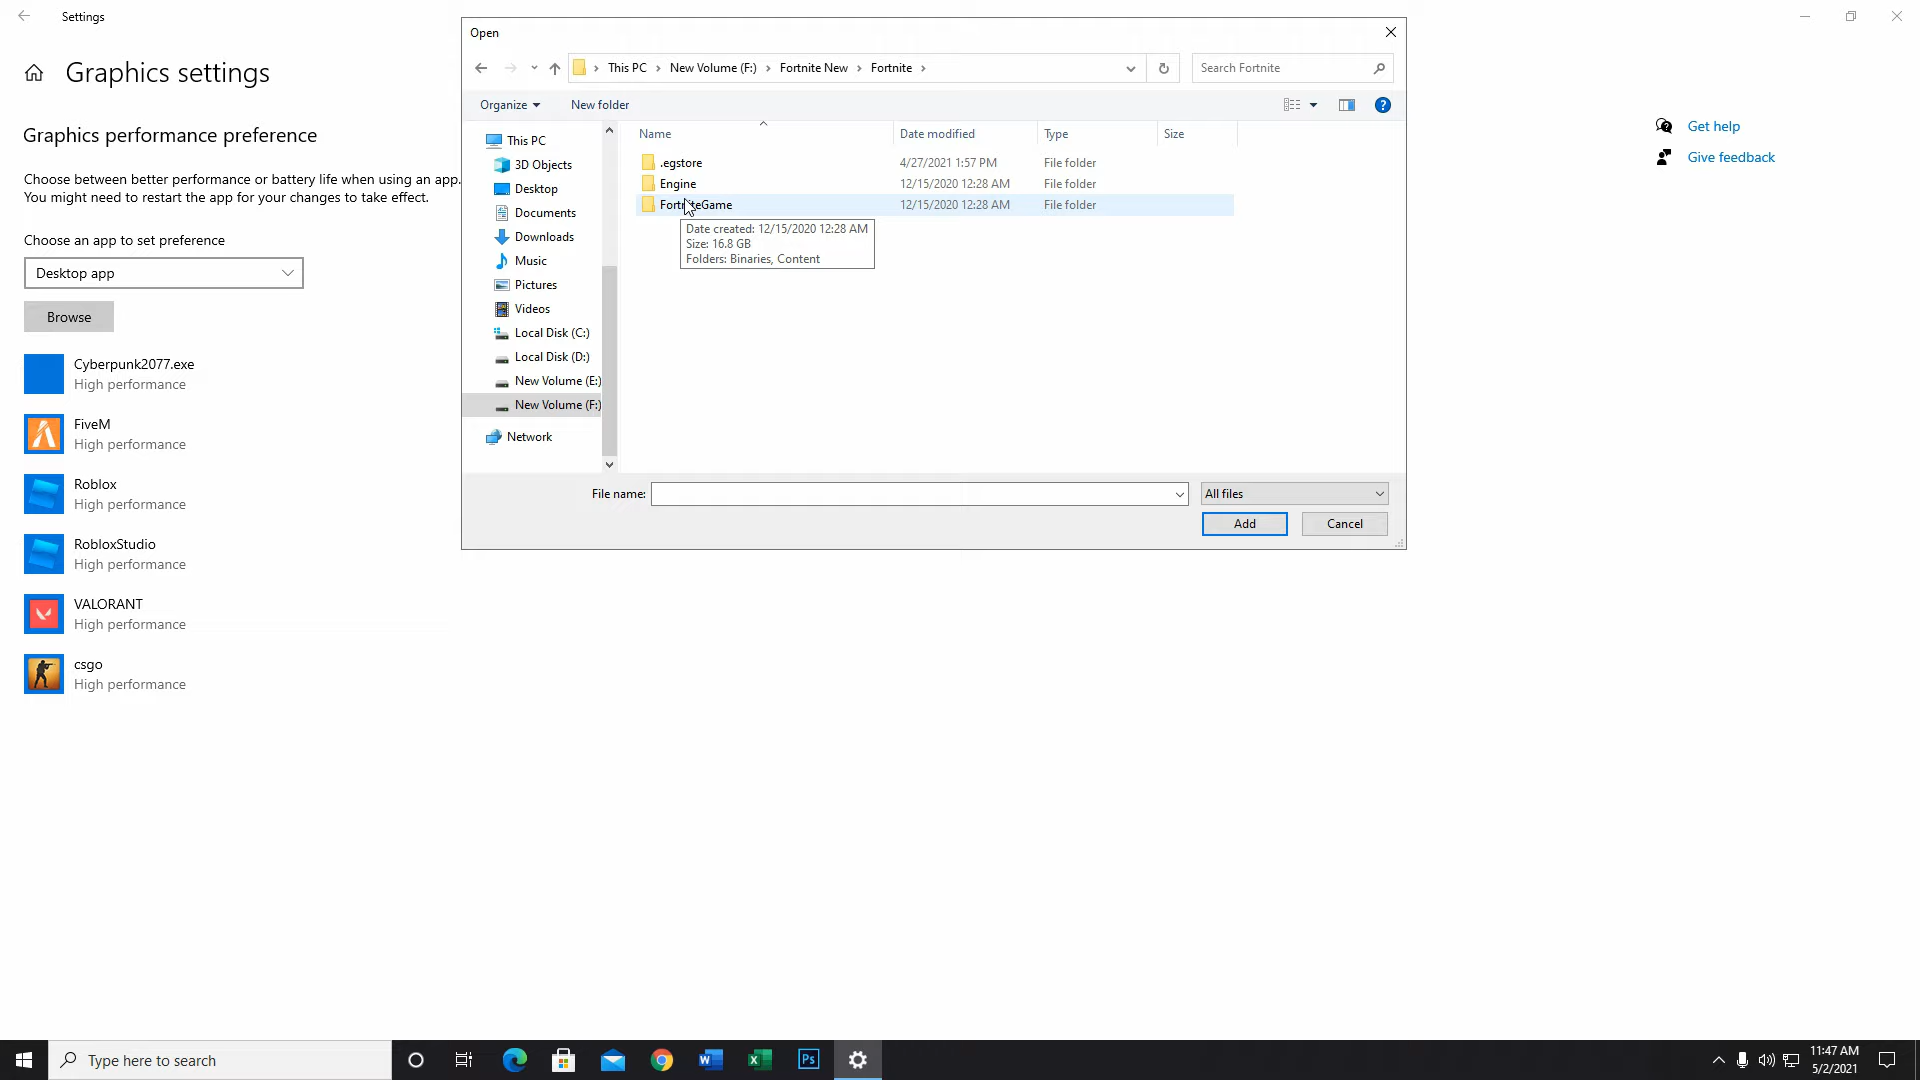 Settings
Graphics settings
Graphics performance preference
Choose between better performance or battery life when using an app.
You might need to restart the app for your changes to take effect.
Choose an app to set preference
Desktop app
Browse
Cyberpunk2077.exe
High performance
FiveM
High performance
Roblox
High performance
RobloxStudio
High performance
VALORANT
High performance
csgo
High performance
Open
This PC > New Volume (F:) > Fortnite New > Fortnite >
Search Fortnite
Organize
New folder
This PC
3D Objects
Desktop
Documents
Downloads
Music
Pictures
Videos
Local Disk (C:)
Local Disk (D:)
New Volume (E:)
New Volume (F:)
Network
Name Date modified Type Size
.egstore 4/27/2021 1:57 PM File folder
Engine 12/15/2020 12:28 AM File folder
FortniteGame 12/15/2020 12:28 AM File folder
Date created: 12/15/2020 12:28 AM
Size: 16.8 GB
Folders: Binaries, Content
File name:
All files
Add
Cancel
Get help
Give feedback
Type here to search
Ps
11:47 AM
5/2/2021